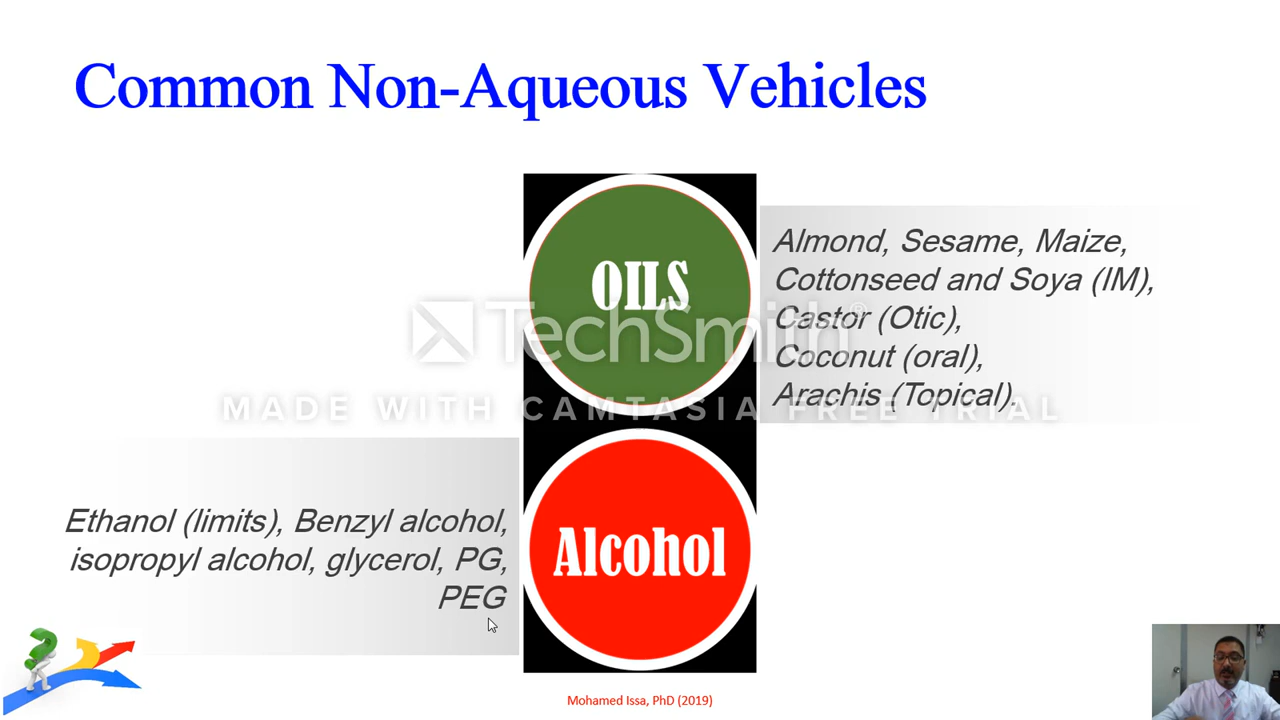 Common Non-Aqueous Vehicles
OILS
Almond, Sesame, Maize,
Cottonseed and Soya (IM),
Castor (Otic),
Coconut (oral),
Arachis (Topical).
TechSmith®
MADE WITH CAMTASIA FREE TRIAL
Ethanol (limits), Benzyl alcohol,
isopropyl alcohol, glycerol, PG,
PEG
Alcohol
Mohamed Issa, PhD (2019)